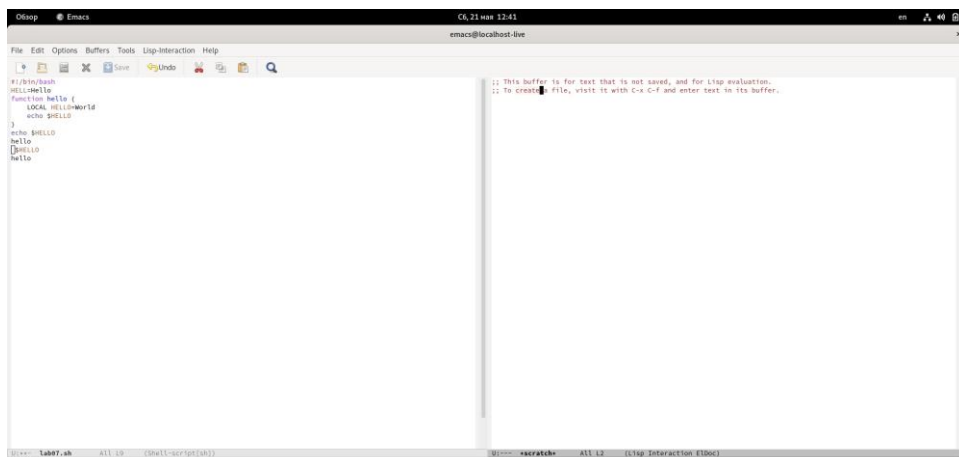 Обзор Emacs Сб, 21 мая 12:41 en
emacs@localhost-live
File Edit Options Buffers Tools Lisp-Interaction Help
Save Undo
#!/bin/bash
HELL=Hello
function hello {
LOCAL HELLO=World
echo $HELLO
}
echo $HELLO
hello
$HELLO
hello
;; This buffer is for text that is not saved, and for Lisp evaluation.
;; To create a file, visit it with C-x C-f and enter text in its buffer.
U:**- lab07.sh All L9 (Shell-script[sh])
U:--- *scratch* All L2 (Lisp Interaction ElDoc)